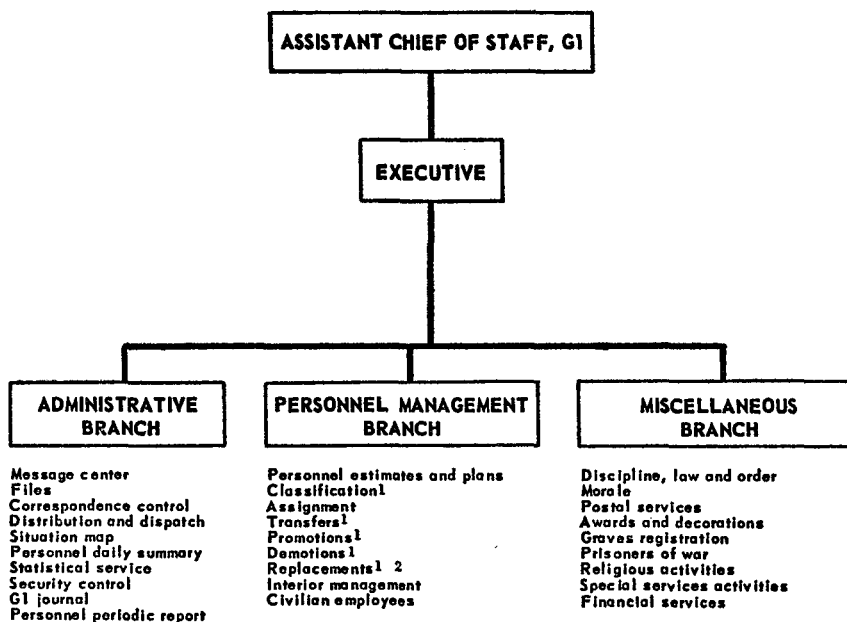 ASSISTANT CHIEF OF STAFF, G1
EXECUTIVE
ADMINISTRATIVE
BRANCH
Message center
Files
Correspondence control
Distribution and dispatch
Situation map
Personnel daily summary
Statistical service
Security control
G1 journal
Personnel periodic report
PERSONNEL MANAGEMENT
BRANCH
Personnel estimates and plans
Classification1
Assignment
Transfers1
Promotions1
Demotions1
Replacements1 2
Interior management
Civilian employees
MISCELLANEOUS
BRANCH
Discipline, law and order
Morale
Postal services
Awards and decorations
Graves registration
Prisoners of war
Religious activities
Special services activities
Financial services